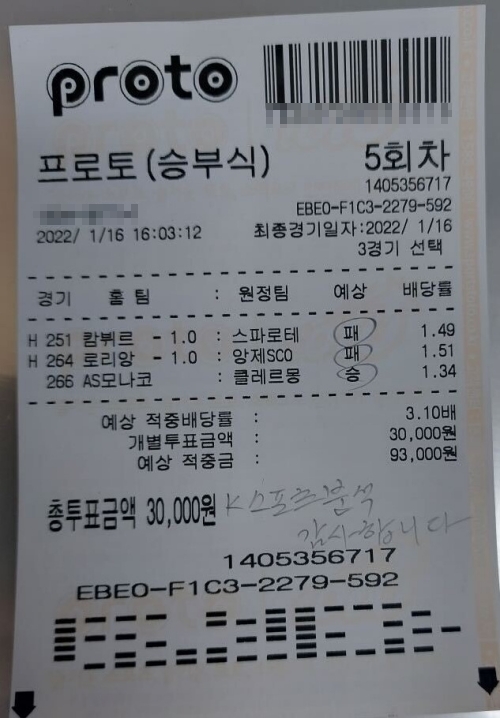 proto
프로토(승부식) 5회차
1405356717
EBE0-F1C3-2279-592
2022/ 1/16 16:03:12 최종경기일자:2022/ 1/16
3경기 선택
경기 홈팀 : 원정팀 예상 배당률
H 251 캄뷔르 - 1.0 : 스파로테 패 1.49
H 264 로리앙 - 1.0 : 앙제SCO 패 1.51
266 AS모나코 : 클레르몽 승 1.34
예상 적중배당률 : 3.10배
개별투표금액 : 30,000원
예상 적중금 : 93,000원
총투표금액 30,000원 K스포츠분석
감사합니다
1405356717
EBE0-F1C3-2279-592